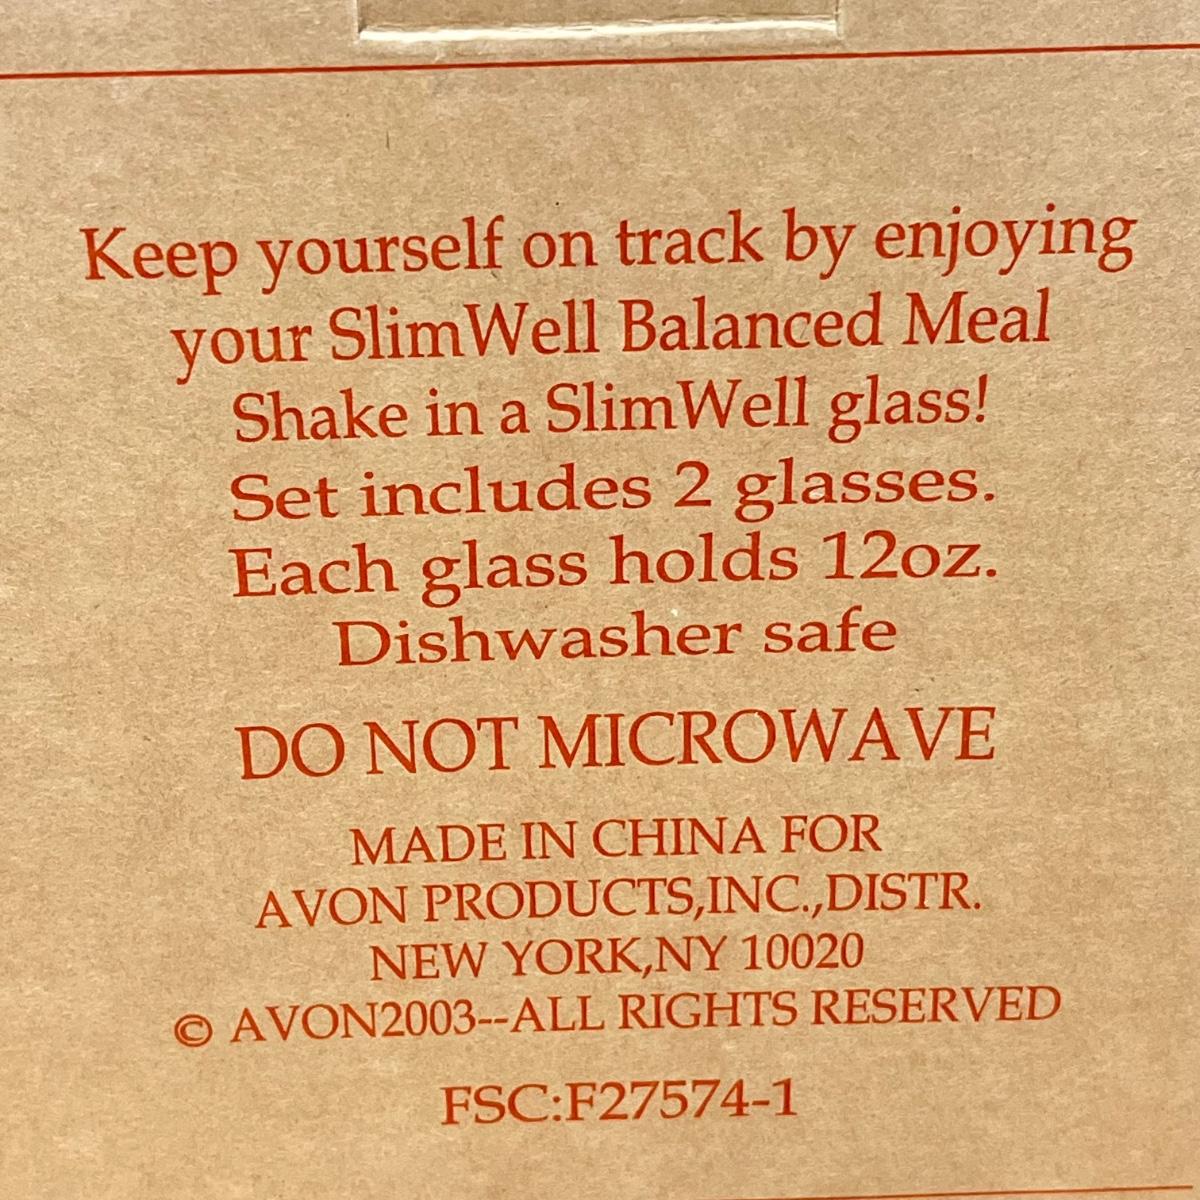 Keep yourself on track by enjoying
your SlimWell Balanced Meal
Shake in a SlimWell glass!
Set includes 2 glasses.
Each glass holds 12oz.
Dishwasher safe
DO NOT MICROWAVE
MADE IN CHINA FOR
AVON PRODUCTS,INC.,DISTR.
NEW YORK,NY 10020
© AVON2003--ALL RIGHTS RESERVED
FSC:F27574-1